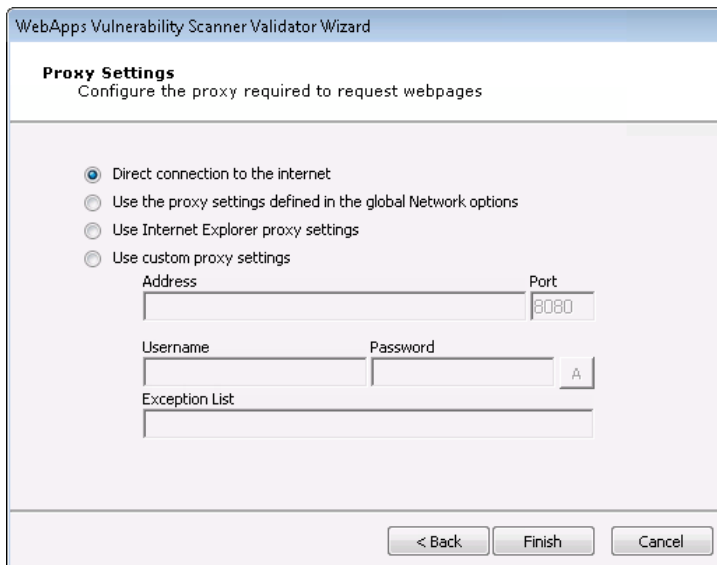 WebApps Vulnerability Scanner Validator Wizard
Proxy Settings
Configure the proxy required to request webpages
Direct connection to the internet
Use the proxy settings defined in the global Network options
Use Internet Explorer proxy settings
Use custom proxy settings
Address Port
8080
Username Password
A
Exception List
< Back Finish Cancel